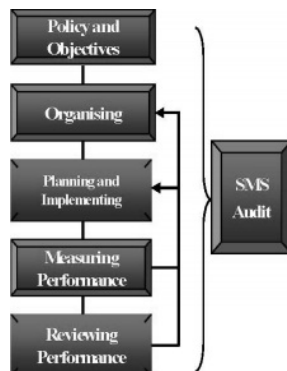 Policy and
Objectives
Organising
Planning and
Implementing
SMS
Audit
Measuring
Performance
Reviewing
Performance